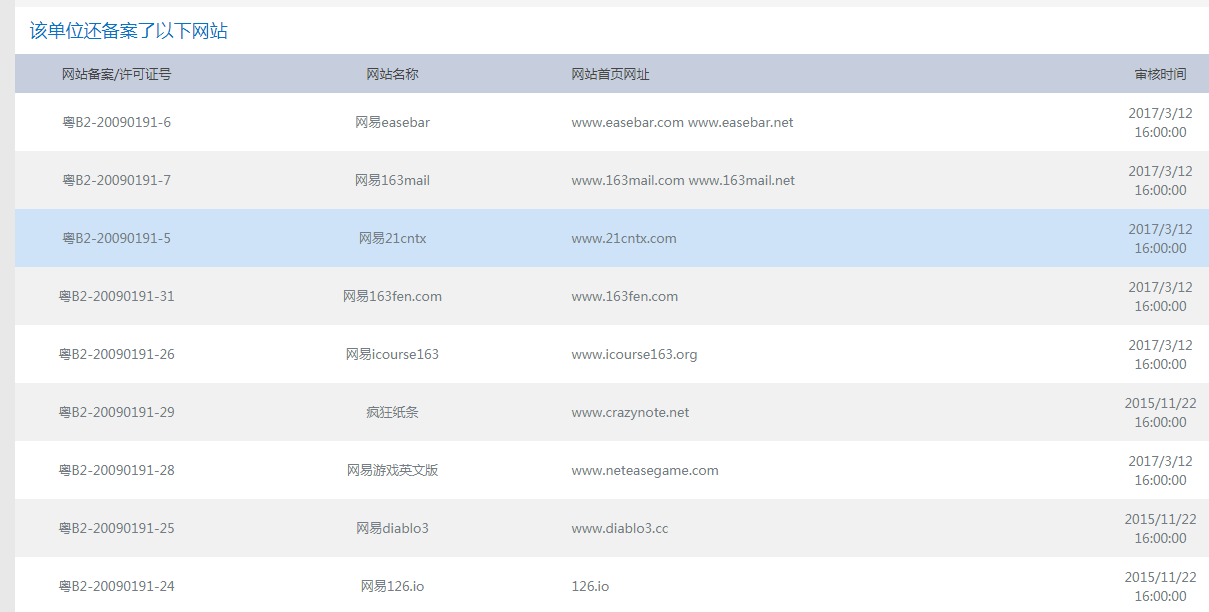 该单位还备案了以下网站
网站备案/许可证号 网站名称 网站首页网址 审核时间
粤B2-20090191-6 网易easebar www.easebar.com www.easebar.net 2017/3/12 16:00:00
粤B2-20090191-7 网易163mail www.163mail.com www.163mail.net 2017/3/12 16:00:00
粤B2-20090191-5 网易21cntx www.21cntx.com 2017/3/12 16:00:00
粤B2-20090191-31 网易163fen.com www.163fen.com 2017/3/12 16:00:00
粤B2-20090191-26 网易icourse163 www.icourse163.org 2017/3/12 16:00:00
粤B2-20090191-29 疯狂纸条 www.crazynote.net 2015/11/22 16:00:00
粤B2-20090191-28 网易游戏英文版 www.neteasegame.com 2017/3/12 16:00:00
粤B2-20090191-25 网易diablo3 www.diablo3.cc 2015/11/22 16:00:00
粤B2-20090191-24 网易126.io 126.io 2015/11/22 16:00:00